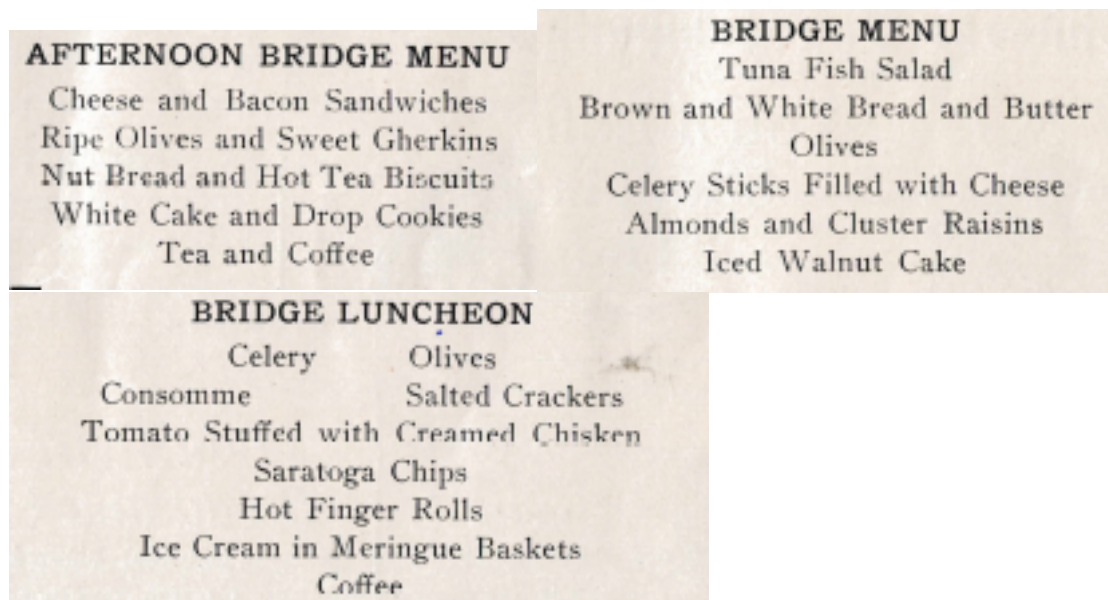 AFTERNOON BRIDGE MENU
Cheese and Bacon Sandwiches
Ripe Olives and Sweet Gherkins
Nut Bread and Hot Tea Biscuits
White Cake and Drop Cookies
Tea and Coffee
BRIDGE MENU
Tuna Fish Salad
Brown and White Bread and Butter
Olives
Celery Sticks Filled with Cheese
Almonds and Cluster Raisins
Iced Walnut Cake
BRIDGE LUNCHEON
Celery Olives
Consomme Salted Crackers
Tomato Stuffed with Creamed Chisken
Saratoga Chips
Hot Finger Rolls
Ice Cream in Meringue Baskets
Coffee